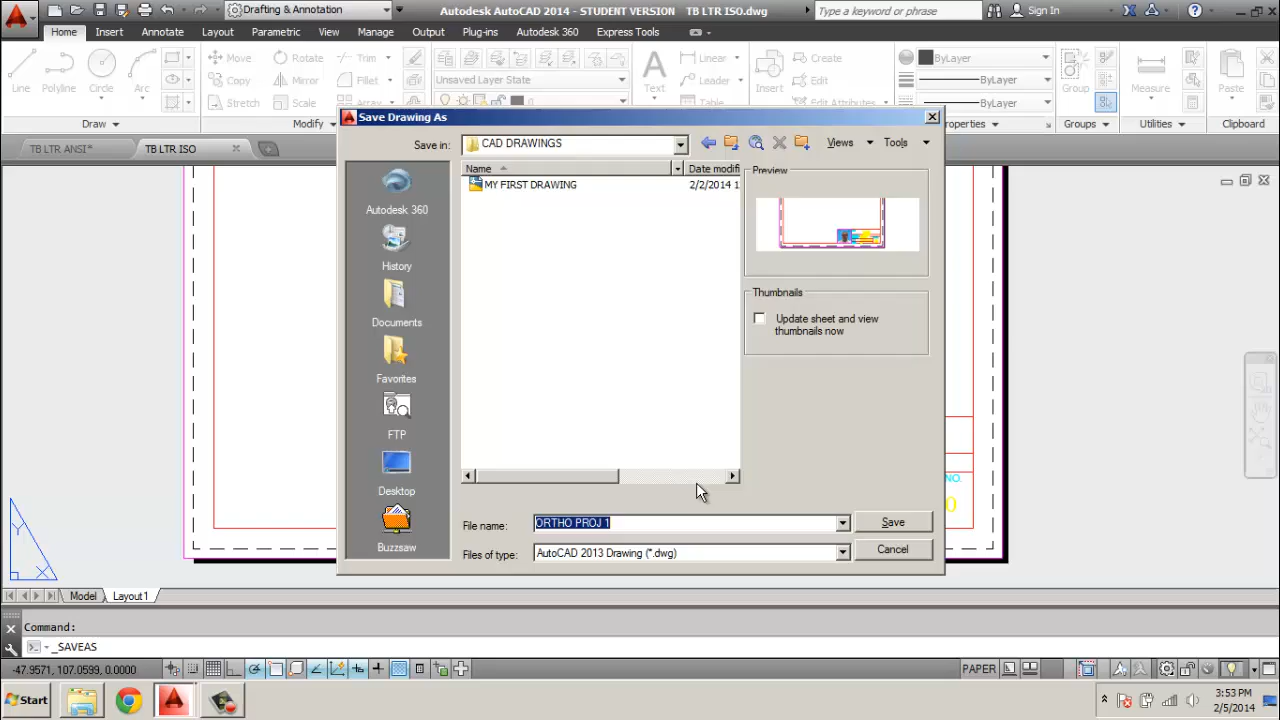 Drafting & Annotation
Autodesk AutoCAD 2014 - STUDENT VERSION TB LTR ISO.dwg
Type a keyword or phrase
Sign In
Home Insert Annotate Layout Parametric View Manage Output Plug-ins Autodesk 360 Express Tools
Line Polyline Circle Arc
Move Rotate Trim
Copy Mirror Fillet
Stretch Scale Array
Unsaved Layer State
Text
Linear
Leader
Table
Insert
Create
Edit
Edit Attributes
ByLayer
ByLayer
ByLayer
Group
Measure
Paste
Draw Modify Properties Groups Utilities Clipboard
TB LTR ANSI* TB LTR ISO
Save Drawing As
Save in: CAD DRAWINGS
Views Tools
Name Date modifi
MY FIRST DRAWING 2/2/2014 1
Autodesk 360
History
Documents
Favorites
FTP
Desktop
Buzzsaw
Preview
Thumbnails
Update sheet and view
thumbnails now
File name: ORTHO PROJ 1
Save
Files of type: AutoCAD 2013 Drawing (*.dwg)
Cancel
NO.
0
Y
X
Model Layout1
Command:
_SAVEAS
-47.9571, 107.0599, 0.0000
PAPER
Start
3:53 PM
2/5/2014